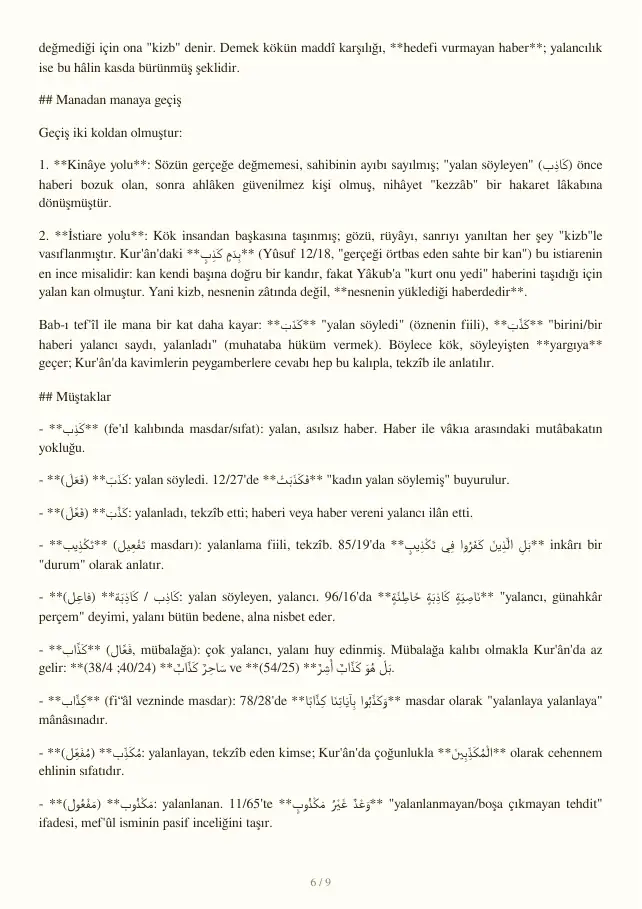 değmediği için ona "kizb" denir. Demek kökün maddî karşılığı, **hedefi vurmayan haber**; yalancılık
ise bu hâlin kasda bürünmüş şeklidir.
## Manadan manaya geçiş
Geçiş iki koldan olmuştur:
1. **Kinâye yolu**: Sözün gerçeğe değmemesi, sahibinin ayıbı sayılmış; "yalan söyleyen" (كَاذِب) önce
haberi bozuk olan, sonra ahlâken güvenilmez kişi olmuş, nihâyet "kezzâb" bir hakaret lâkabına
dönüşmüştür.
2. **İstiare yolu**: Kök insandan başkasına taşınmış; gözü, rüyâyı, sanrıyı yanıltan her şey "kizb"le
vasıflanmıştır. Kur'ân'daki **بِدَمٍ كَذِبٍ** (Yûsuf 12/18, "gerçeği örtbas eden sahte bir kan") bu istiarenin
en ince misalidir: kan kendi başına doğru bir kandır, fakat Yâkub'a "kurt onu yedi" haberini taşıdığı için
yalan kan olmuştur. Yani kizb, nesnenin zâtında değil, **nesnenin yüklediği haberdedir**.
Bab-ı tef'îl ile mana bir kat daha kayar: **كَذَبَ** "yalan söyledi" (öznenin fiili), **كَذَّبَ** "birini/bir
haberi yalancı saydı, yalanladı" (muhataba hüküm vermek). Böylece kök, söyleyişten **yargıya**
geçer; Kur'ân'da kavimlerin peygamberlere cevabı hep bu kalıpla, tekzîb ile anlatılır.
## Müştaklar
- **كَذِب** (fe'ıl kalıbında masdar/sıfat): yalan, asılsız haber. Haber ile vâkıa arasındaki mutâbakatın
yokluğu.
- **كَذَبَ** (فَعَلَ): yalan söyledi. 12/27'de **فَكَذَبَتْ** "kadın yalan söylemiş" buyurulur.
- **كَذَّبَ** (فَعَّلَ): yalanladı, tekzîb etti; haberi veya haber vereni yalancı ilân etti.
- **تَكْذِيب** (تَفْعِيل masdarı): yalanlama fiili, tekzîb. 85/19'da **بَلِ الَّذِينَ كَفَرُوا فِي تَكْذِيبٍ** inkârı bir
"durum" olarak anlatır.
- **كَاذِب / كَاذِبَة** (فاعِل): yalan söyleyen, yalancı. 96/16'da **نَاصِيَةٍ كَاذِبَةٍ خَاطِئَةٍ** "yalancı, günahkâr
perçem" deyimi, yalanı bütün bedene, alna nisbet eder.
- **كَذَّاب** (فَعَّال, mübalağa): çok yalancı, yalanı huy edinmiş. Mübalağa kalıbı olmakla Kur'ân'da az
gelir: **سَاحِرٌ كَذَّابٌ** (38/4 ;40/24) ve **بَلْ هُوَ كَذَّابٌ أَشِرٌ** (54/25).
- **كِذَّاب** (fi“âl vezninde masdar): 78/28'de **وَكَذَّبُوا بِآيَاتِنَا كِذَّابًا** masdar olarak "yalanlaya yalanlaya"
mânâsınadır.
- **مُكَذِّب** (مُفَعِّل): yalanlayan, tekzîb eden kimse; Kur'ân'da çoğunlukla **الْمُكَذِّبِينَ** olarak cehennem
ehlinin sıfatıdır.
- **مَكْذُوب** (مَفْعُول): yalanlanan. 11/65'te **وَعْدٌ غَيْرُ مَكْذُوبٍ** "yalanlanmayan/boşa çıkmayan tehdit"
ifadesi, mef'ûl isminin pasif inceliğini taşır.
6 / 9